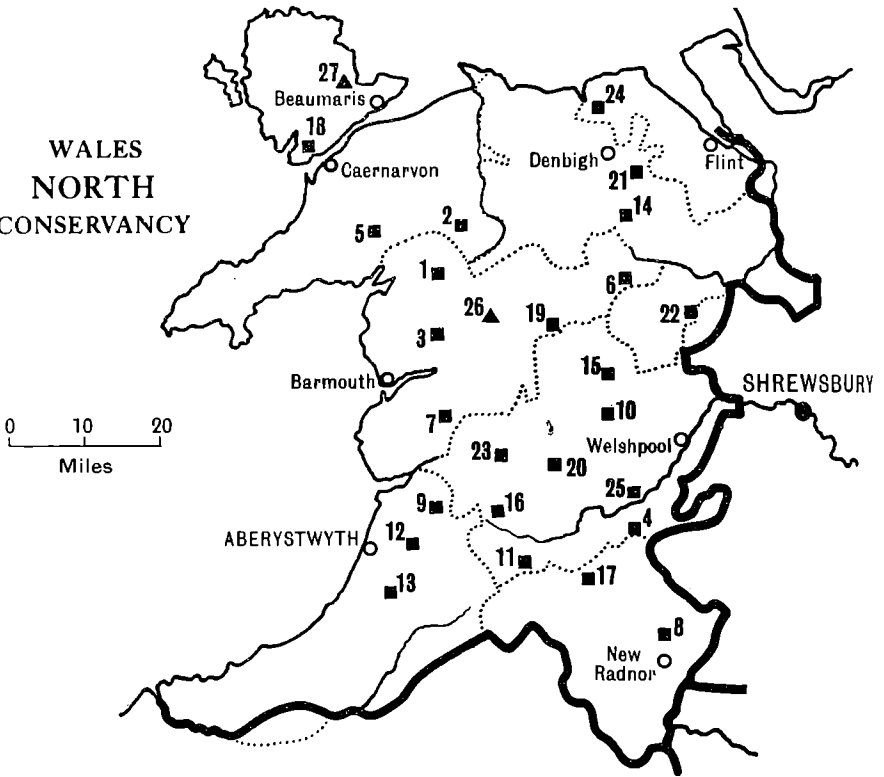 WALES
NORTH
CONSERVANCY
27
Beaumaris
18
Caernarvon
24
Denbigh
Flint
21
14
5
2
1
6
26
19
22
3
15
Barmouth
SHREWSBURY
10
7
Welshpool
0 10 20
Miles
23
20
25
9
16
4
ABERYSTWYTH
12
11
17
13
8
New
Radnor